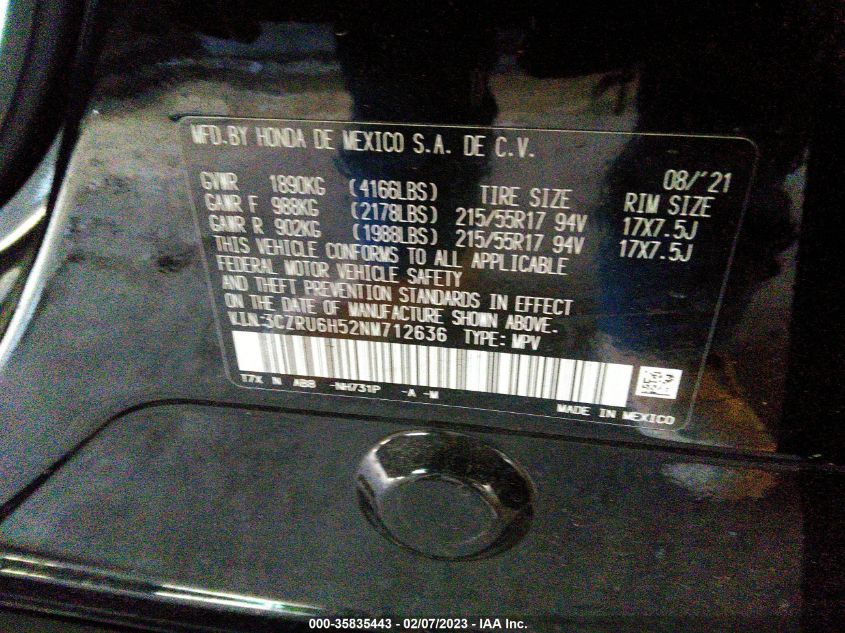 MFD.BY HONDA DE MEXICO S.A. DE C.V.
08/'21
GVWR 1890KG (4166LBS) TIRE SIZE RIM SIZE
GAWR F 988KG (2178LBS) 215/55R17 94V 17X7.5J
GAWR R 902KG (1988LBS) 215/55R17 94V 17X7.5J
THIS VEHICLE CONFORMS TO ALL APPLICABLE
FEDERAL MOTOR VEHICLE SAFETY
AND THEFT PREVENTION STANDARDS IN EFFECT
ON THE DATE OF MANUFACTURE SHOWN ABOVE.
V.I.N:3CZRU6H52NM712636 TYPE: MPV
T7X N AB8 -NH731P -A -M
MADE IN MEXICO
000-35835443 - 02/07/2023 - IAA Inc.